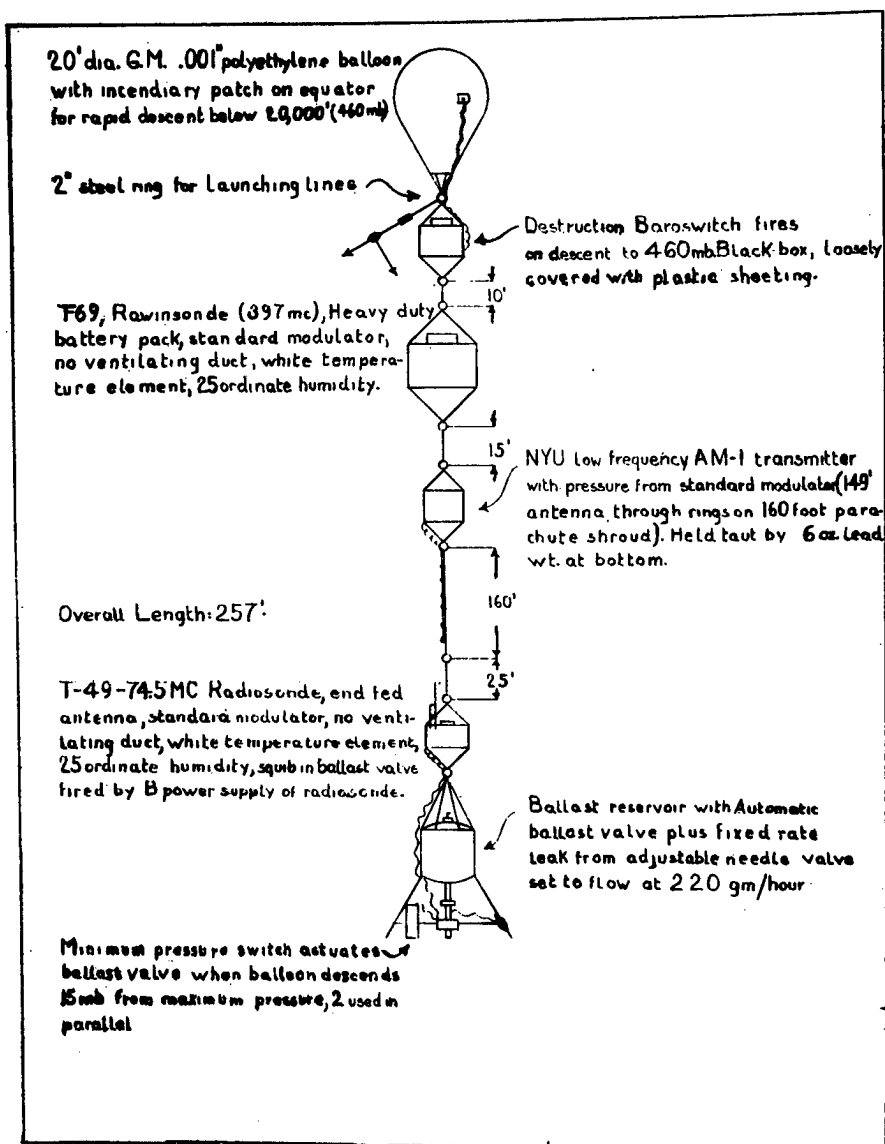 20' dia. G.M. .001" polyethylene balloon
with incendiary patch on equator
for rapid descent below 20,000' (460 mb)
2" steel ring for Launching lines
Destruction Baroswitch fires
on descent to 460mb. Black box, loosely
covered with plastic sheeting.
10'
T69, Rawinsonde (397 mc), Heavy duty
battery pack, standard modulator,
no ventilating duct, white tempera-
ture element, 25 ordinate humidity.
15'
NYU low frequency AM-1 transmitter
with pressure from standard modulator (149'
antenna through rings on 160 foot para-
chute shroud). Held taut by 6 oz. Lead
wt. at bottom.
160'
Overall Length: 257'.
25'
T-49-74.5 MC Radiosonde, end fed
antenna, standard modulator, no venti-
lating duct, white temperature element,
25 ordinate humidity, squib in ballast valve
fired by B power supply of radiosonde.
Ballast reservoir with Automatic
ballast valve plus fixed rate
leak from adjustable needle valve
set to flow at 220 gm/hour
Minimum pressure switch actuates
ballast valve when balloon descends
15mb from maximum pressure, 2 used in
parallel